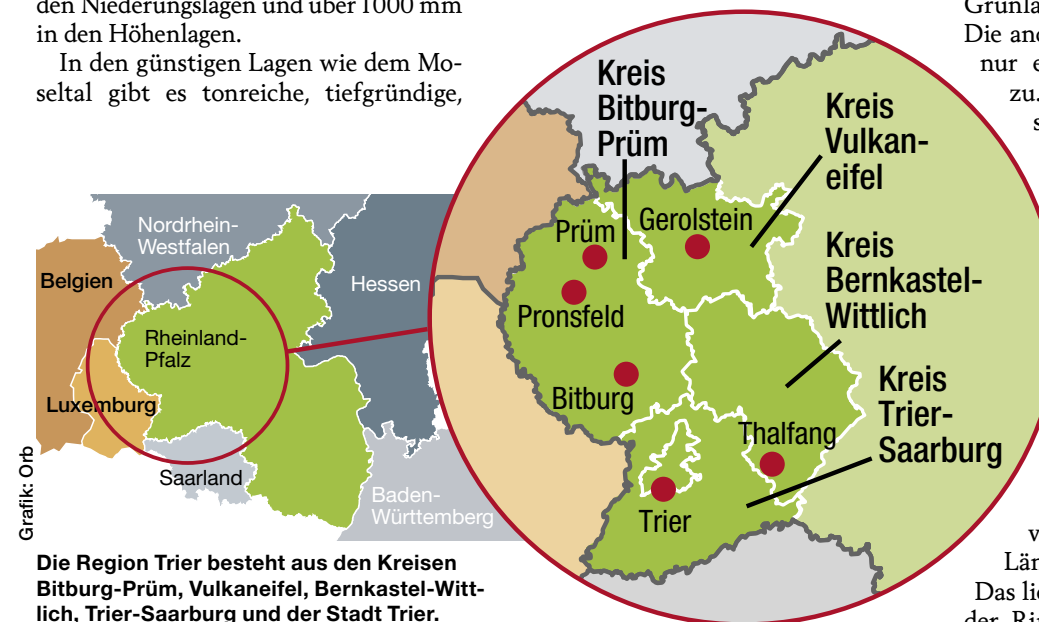 den Niederungslagen und über 1000 mm
in den Höhenlagen.
In den günstigen Lagen wie dem Mo-
seltal gibt es tonreiche, tiefgründige,
Nordrhein-
Westfalen
Belgien
Hessen
Rheinland-
Pfalz
Luxemburg
Saarland
Baden-
Württemberg
Grafik: Orb
Kreis
Bitburg-
Prüm
Kreis
Vulkan-
eifel
Kreis
Bernkastel-
Wittlich
Kreis
Trier-
Saarburg
Prüm
Gerolstein
Pronsfeld
Bitburg
Thalfang
Trier
Die Region Trier besteht aus den Kreisen
Bitburg-Prüm, Vulkaneifel, Bernkastel-Witt-
lich, Trier-Saarburg und der Stadt Trier.
Die
nur
zu.
Das
der